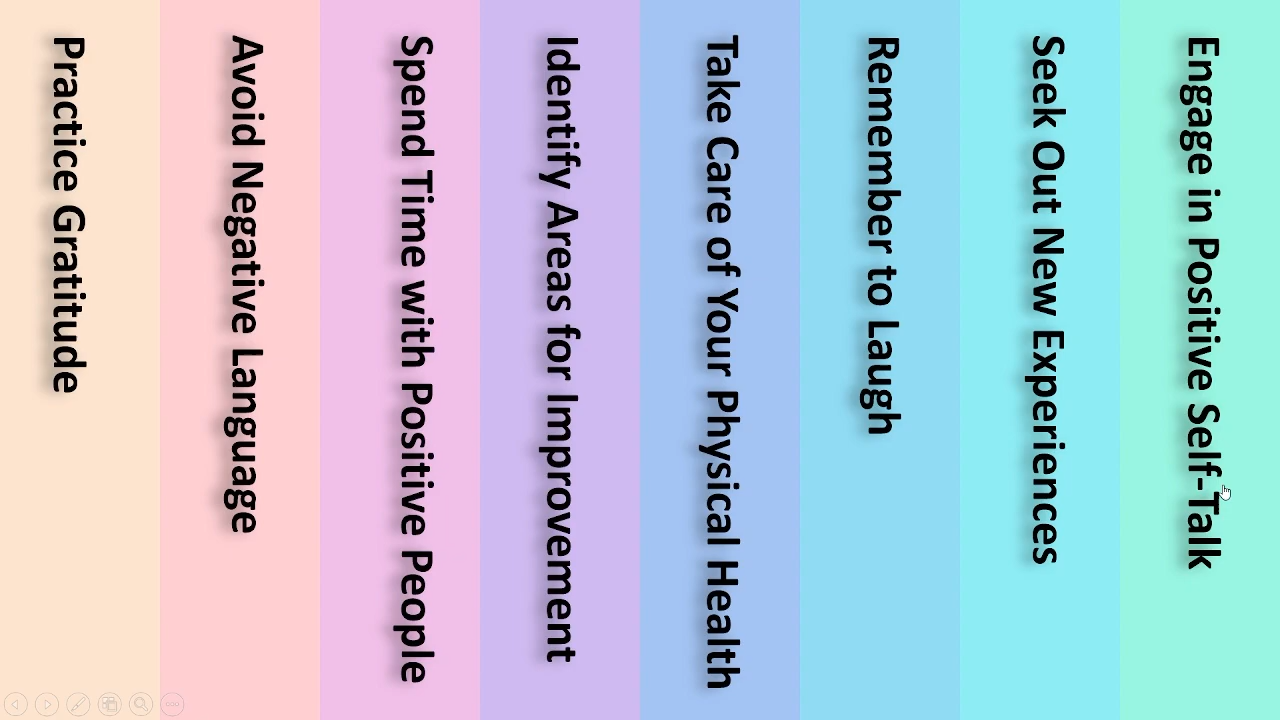 Practice Gratitude
Avoid Negative Language
Spend Time with Positive People
Identify Areas for Improvement
Take Care of Your Physical Health
Remember to Laugh
Seek Out New Experiences
Engage in Positive Self-Talk